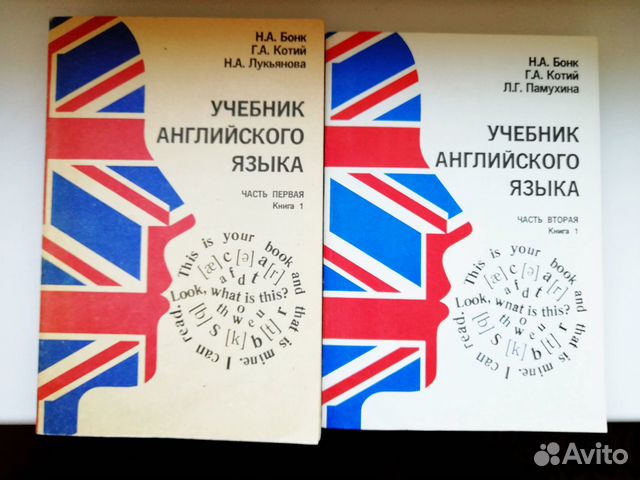 Н.А. Бонк
Г.А. Котий
Н.А. Лукьянова
УЧЕБНИК
АНГЛИЙСКОГО
ЯЗЫКА
ЧАСТЬ ПЕРВАЯ
Книга 1
This is your book and that is mine. I can read.
[æ] c [ə] a [r]
a f d t
Look, what is this?
o
th w e u
[b] S [k] b [t] r
Н.А. Бонк
Г.А. Котий
Л.Г. Памухина
УЧЕБНИК
АНГЛИЙСКОГО
ЯЗЫКА
ЧАСТЬ ВТОРАЯ
Книга 1
This is your book and that is mine. I can read.
[æ] c [ə] a [r]
a f d t
Look, what is this?
o
th w e u
[b] S [k] b [t] r
Avito